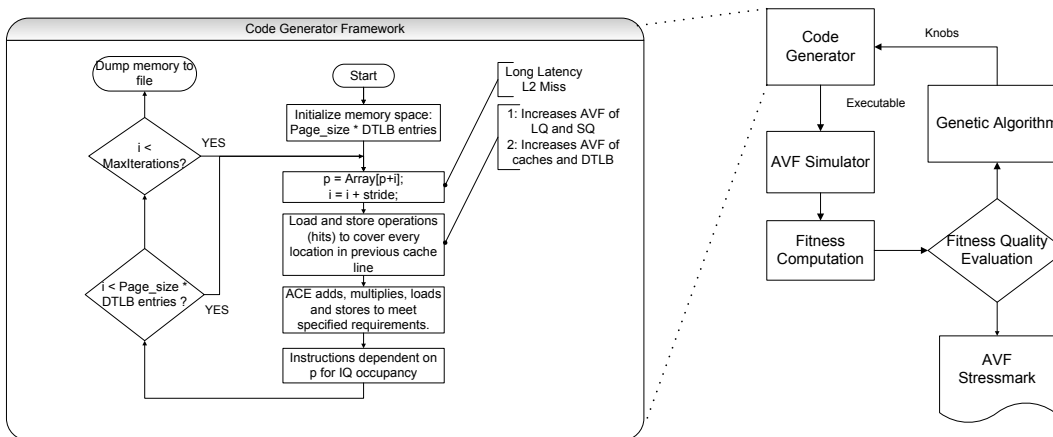 Code Generator Framework
Dump memory to
file
Start
Long Latency
L2 Miss
Initialize memory space:
Page_size * DTLB entries
1: Increases AVF of
LQ and SQ
2: Increases AVF of
caches and DTLB
i <
MaxIterations?
YES
p = Array[p+i];
i = i + stride;
Load and store operations
(hits) to cover every
location in previous cache
line
i < Page_size *
DTLB entries ?
YES
ACE adds, multiplies, loads
and stores to meet
specified requirements.
Instructions dependent on
p for IQ occupancy
Code
Generator
Knobs
Executable
Genetic Algorithm
AVF Simulator
Fitness
Computation
Fitness Quality
Evaluation
AVF
Stressmark